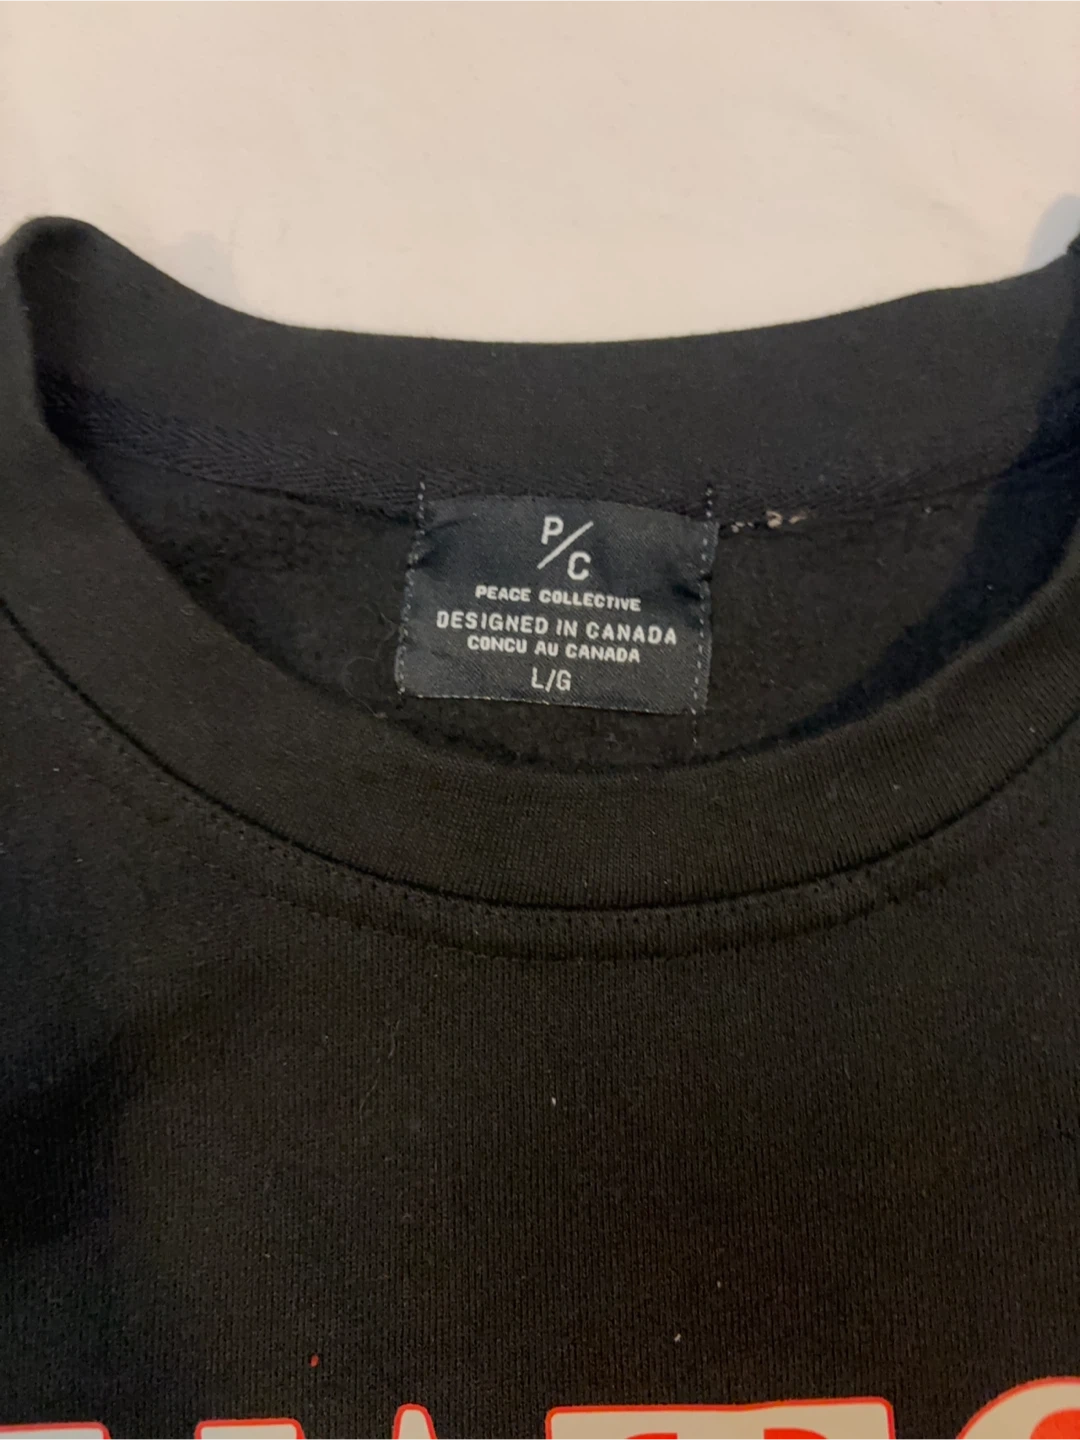 P/C
PEACE COLLECTIVE
DESIGNED IN CANADA
CONCU AU CANADA
L/G